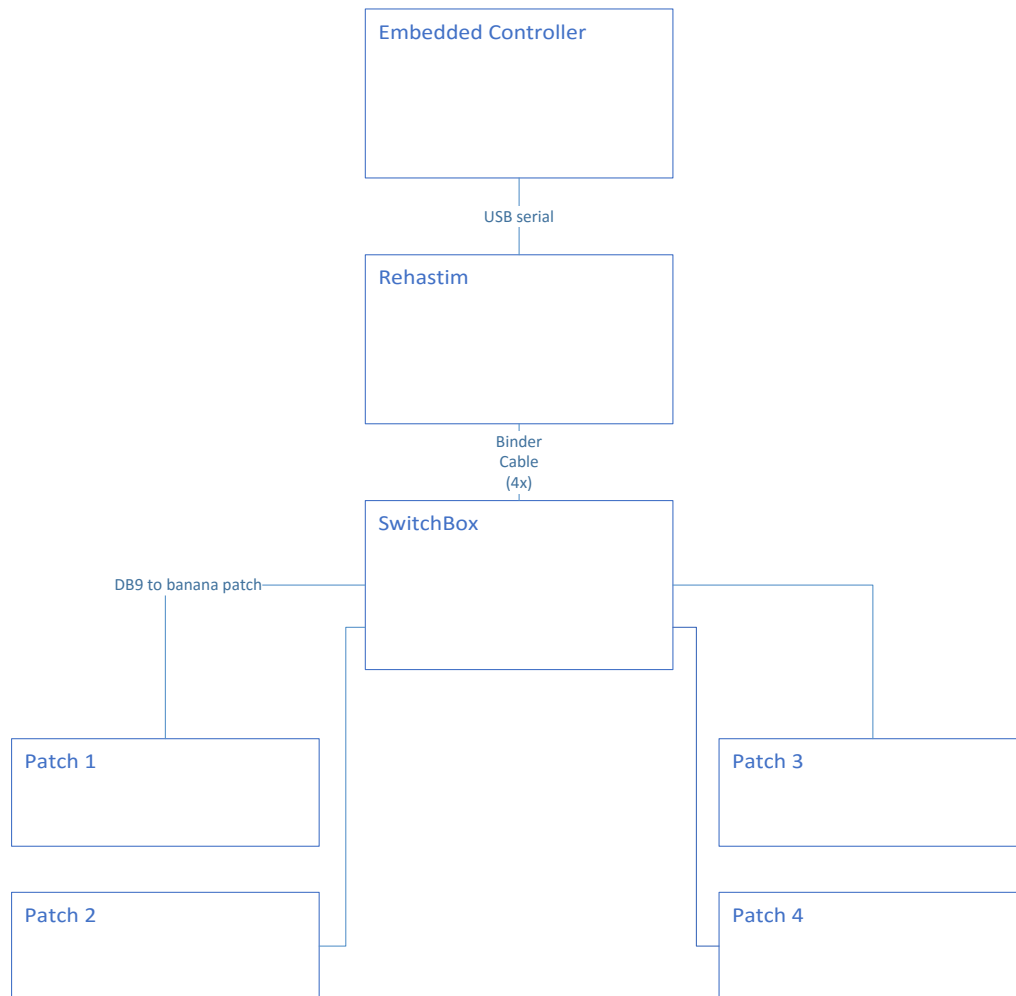 Embedded Controller
USB serial
Rehastim
Binder
Cable
(4x)
SwitchBox
DB9 to banana patch
Patch 1
Patch 3
Patch 2
Patch 4